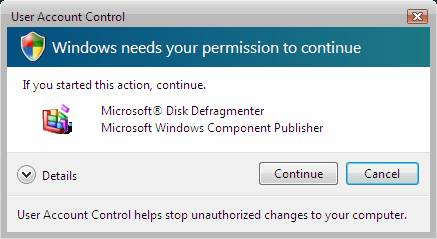 User Account Control
Windows needs your permission to continue
If you started this action, continue.
Microsoft® Disk Defragmenter
Microsoft Windows Component Publisher
Details
Continue
Cancel
User Account Control helps stop unauthorized changes to your computer.